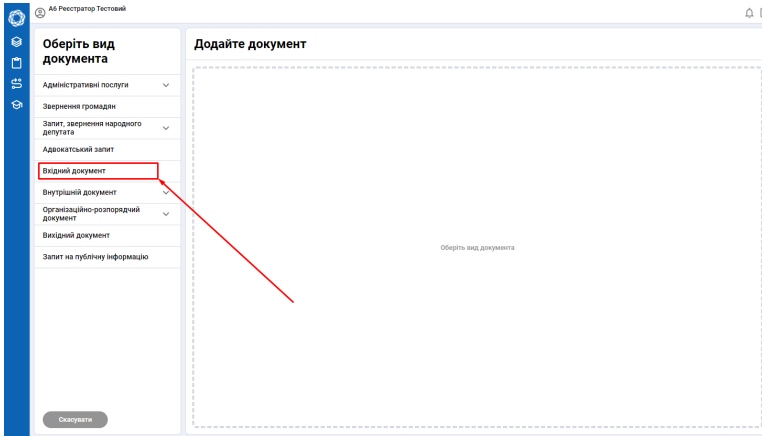 А6 Реєстратор Тестовий
Оберіть вид
документа
Адміністративні послуги
Звернення громадян
Запит, звернення народного
депутата
Адвокатський запит
Вхідний документ
Внутрішній документ
Організаційно-розпорядчий
документ
Вихідний документ
Запит на публічну інформацію
Скасувати
Додайте документ
Оберіть вид документа